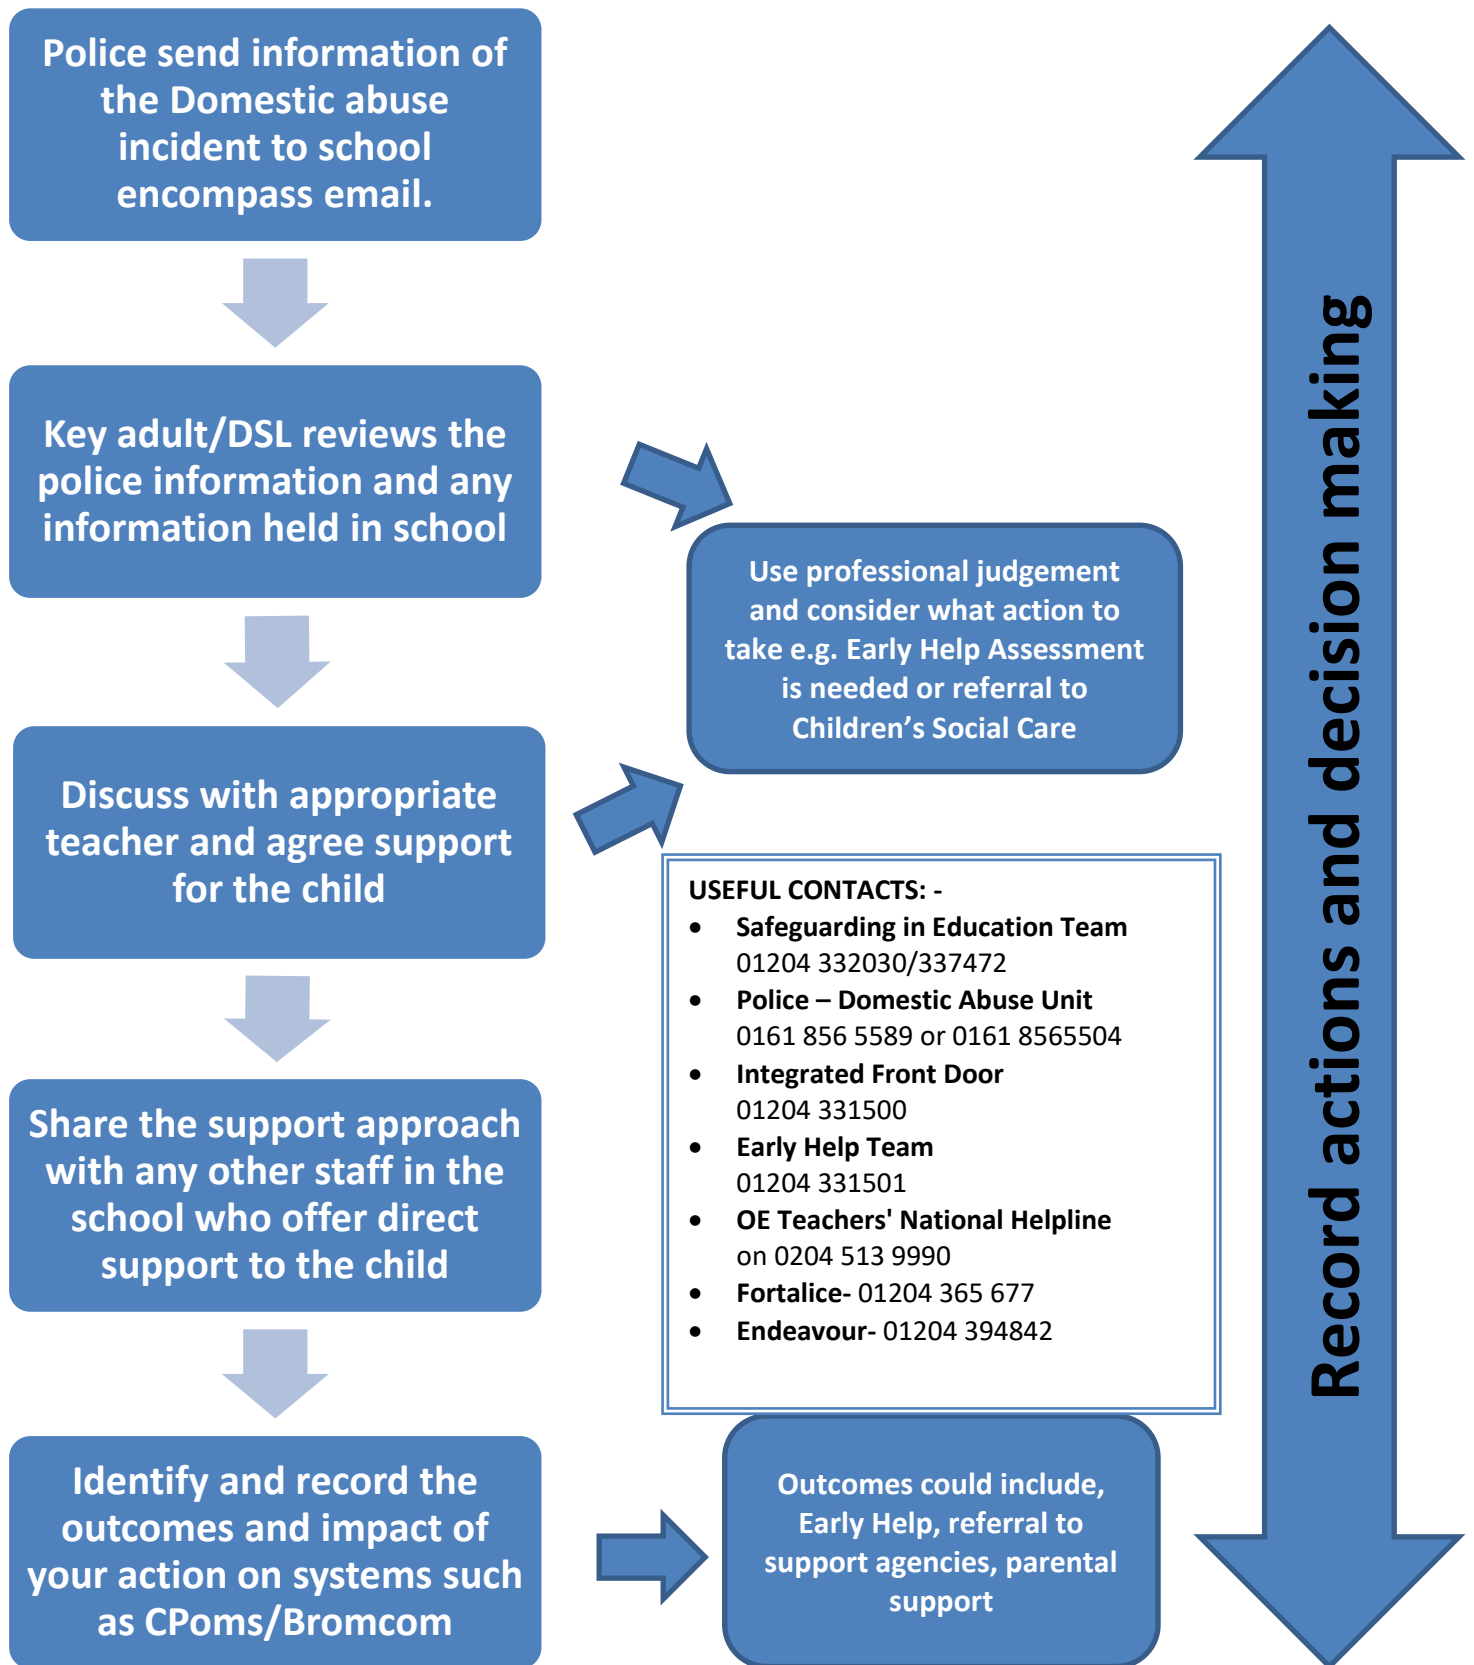 Police send information of
the Domestic abuse
incident to school
encompass email.
Key adult/DSL reviews the
police information and any
information held in school
Use professional judgement
and consider what action to
take e.g. Early Help Assessment
is needed or referral to
Children’s Social Care
Discuss with appropriate
teacher and agree support
for the child
USEFUL CONTACTS: -
• Safeguarding in Education Team
01204 332030/337472
• Police – Domestic Abuse Unit
0161 856 5589 or 0161 8565504
• Integrated Front Door
01204 331500
• Early Help Team
01204 331501
• OE Teachers' National Helpline
on 0204 513 9990
• Fortalice- 01204 365 677
• Endeavour- 01204 394842
Share the support approach
with any other staff in the
school who offer direct
support to the child
Identify and record the
outcomes and impact of
your action on systems such
as CPoms/Bromcom
Outcomes could include,
Early Help, referral to
support agencies, parental
support
Record actions and decision making